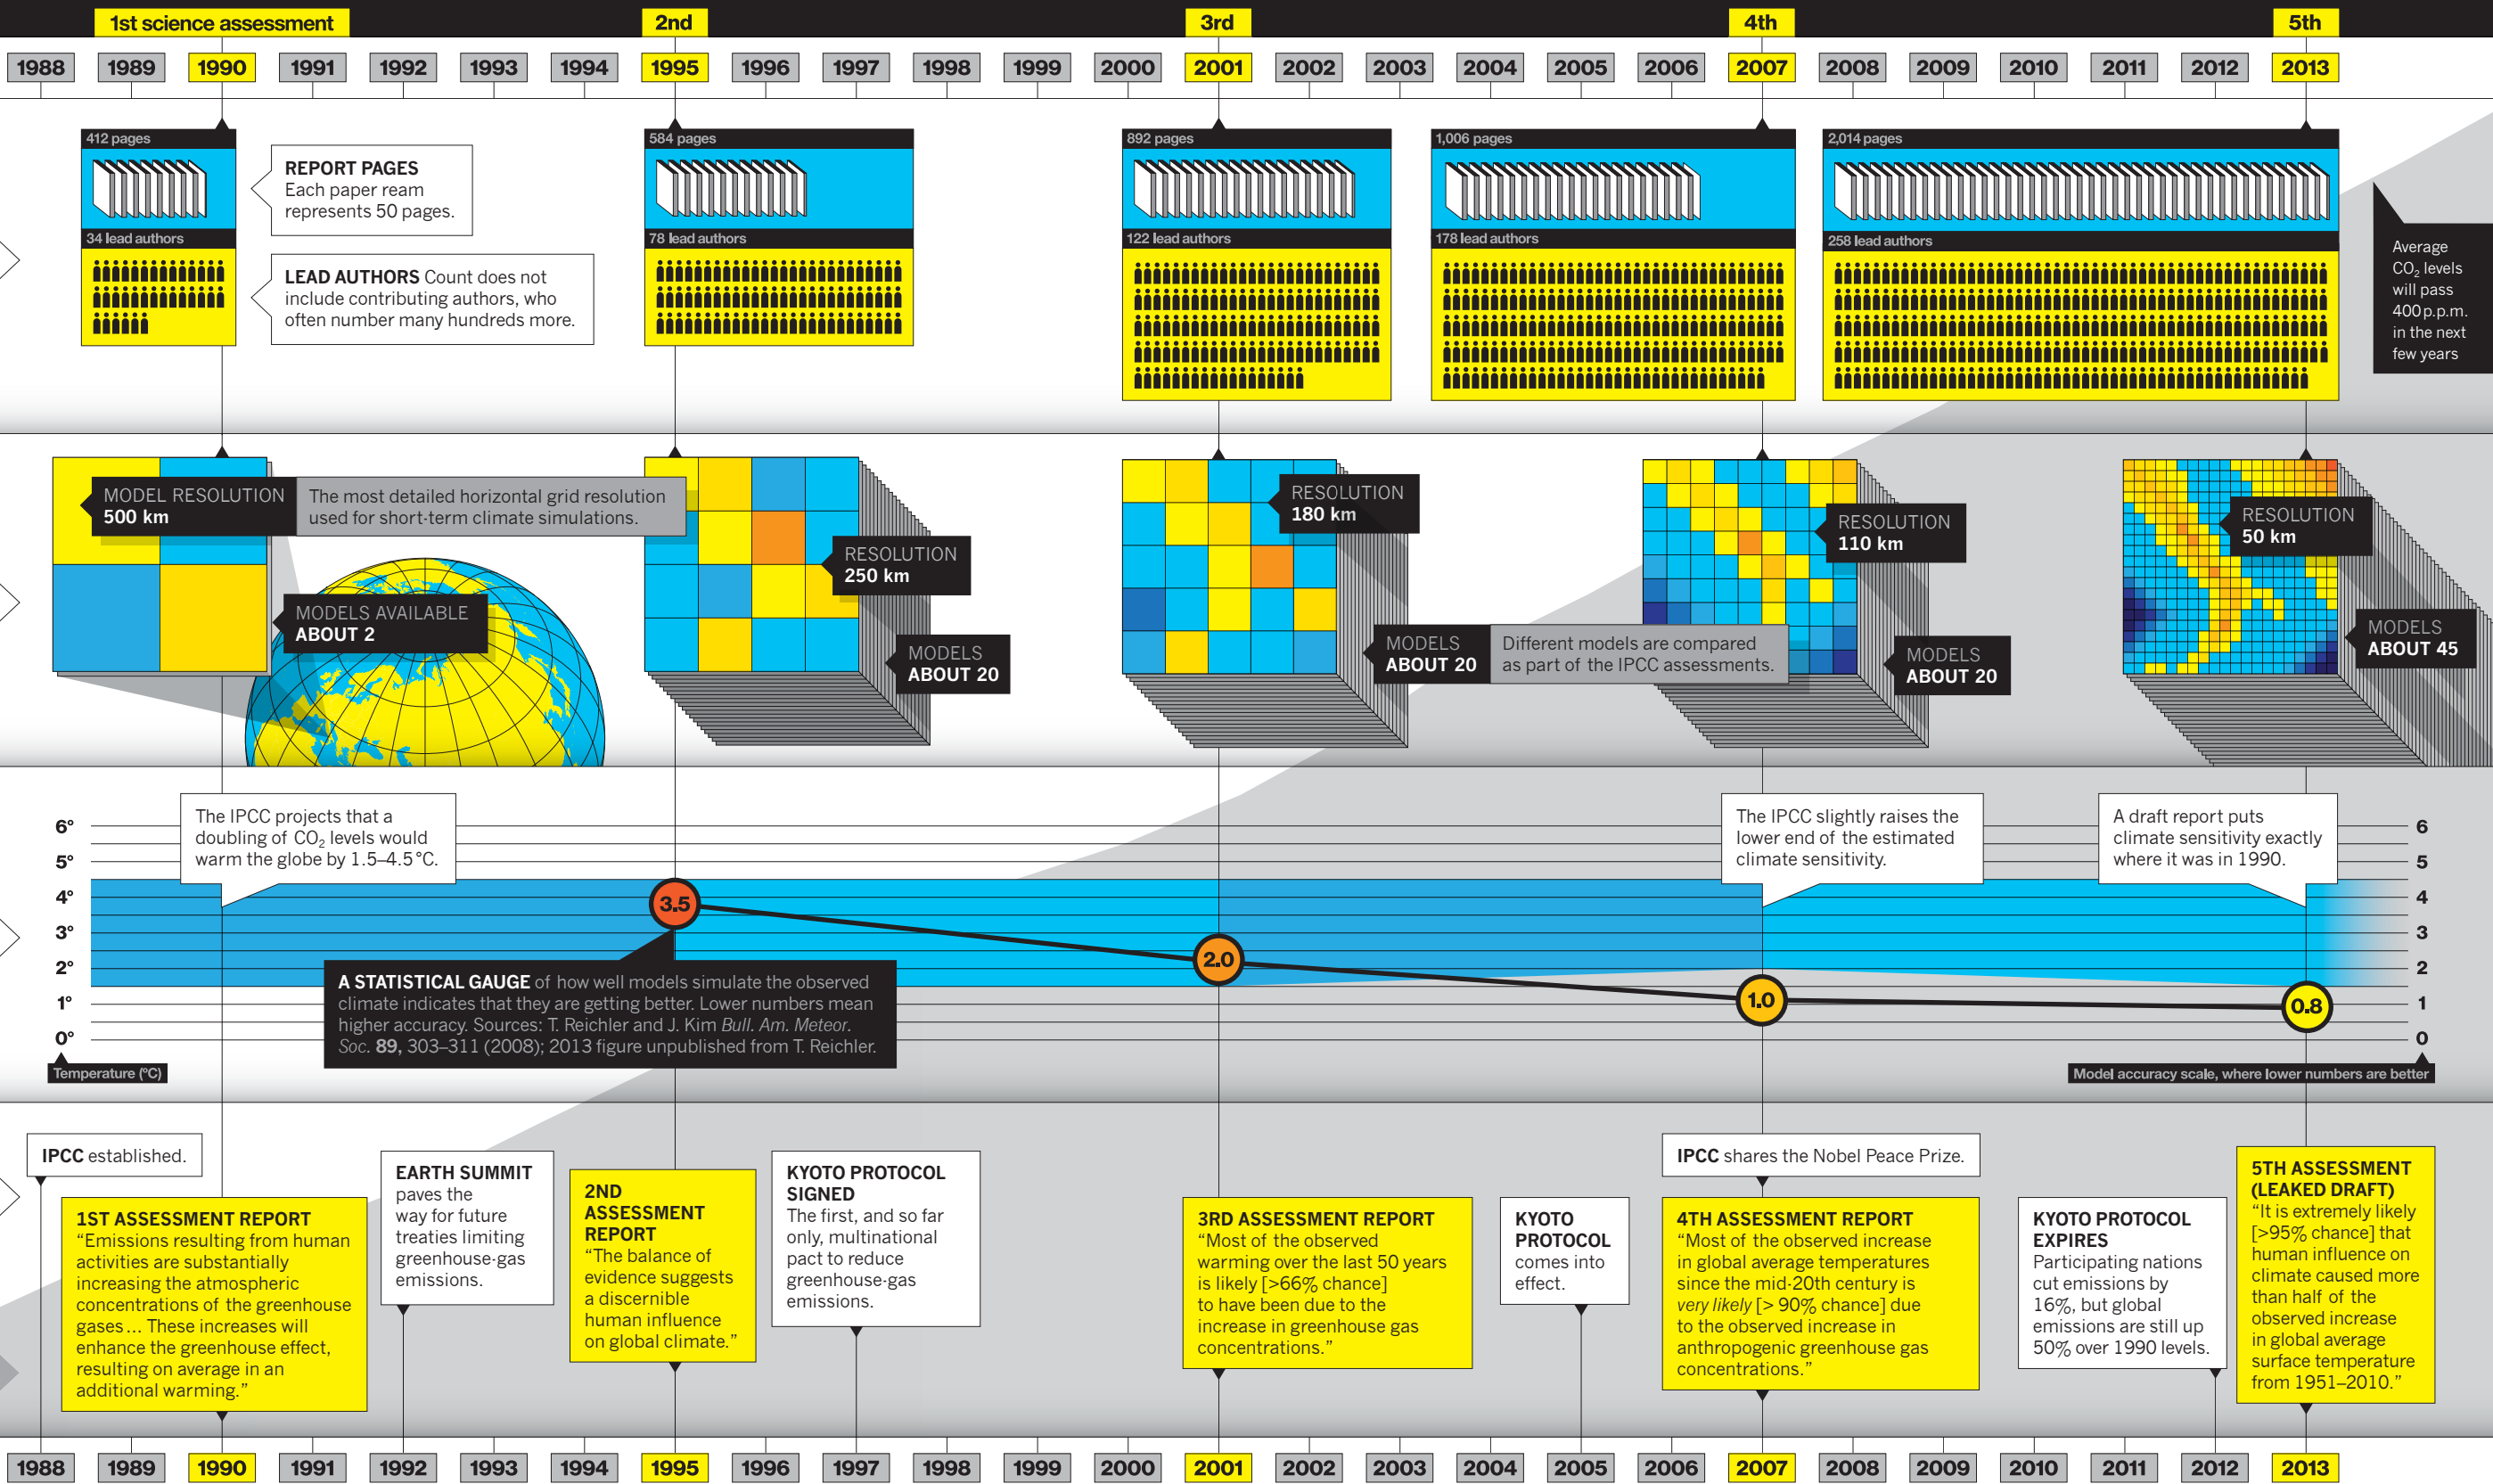 1st science assessment
2nd
3rd
4th
5th
1988 1989 1990 1991 1992 1993 1994 1995 1996 1997 1998 1999 2000 2001 2002 2003 2004 2005 2006 2007 2008 2009 2010 2011 2012 2013
412 pages
34 lead authors
REPORT PAGES
Each paper ream
represents 50 pages.
LEAD AUTHORS Count does not
include contributing authors, who
often number many hundreds more.
584 pages
78 lead authors
892 pages
122 lead authors
1,006 pages
178 lead authors
2,014 pages
258 lead authors
Average
CO₂ levels
will pass
400 p.p.m.
in the next
few years
MODEL RESOLUTION
500 km
The most detailed horizontal grid resolution
used for short-term climate simulations.
MODELS AVAILABLE
ABOUT 2
RESOLUTION
250 km
MODELS
ABOUT 20
RESOLUTION
180 km
MODELS
ABOUT 20
Different models are compared
as part of the IPCC assessments.
RESOLUTION
110 km
MODELS
ABOUT 20
RESOLUTION
50 km
MODELS
ABOUT 45
6°
5°
4°
3°
2°
1°
0°
Temperature (°C)
The IPCC projects that a
doubling of CO₂ levels would
warm the globe by 1.5–4.5 °C.
3.5
A STATISTICAL GAUGE of how well models simulate the observed
climate indicates that they are getting better. Lower numbers mean
higher accuracy. Sources: T. Reichler and J. Kim Bull. Am. Meteor.
Soc. 89, 303–311 (2008); 2013 figure unpublished from T. Reichler.
2.0
The IPCC slightly raises the
lower end of the estimated
climate sensitivity.
1.0
A draft report puts
climate sensitivity exactly
where it was in 1990.
0.8
6
5
4
3
2
1
0
Model accuracy scale, where lower numbers are better
IPCC established.
1ST ASSESSMENT REPORT
“Emissions resulting from human
activities are substantially
increasing the atmospheric
concentrations of the greenhouse
gases ... These increases will
enhance the greenhouse effect,
resulting on average in an
additional warming.”
EARTH SUMMIT
paves the
way for future
treaties limiting
greenhouse-gas
emissions.
2ND
ASSESSMENT
REPORT
“The balance of
evidence suggests
a discernible
human influence
on global climate.”
KYOTO PROTOCOL
SIGNED
The first, and so far
only, multinational
pact to reduce
greenhouse-gas
emissions.
3RD ASSESSMENT REPORT
“Most of the observed
warming over the last 50 years
is likely [>66% chance]
to have been due to the
increase in greenhouse gas
concentrations.”
KYOTO
PROTOCOL
comes into
effect.
IPCC shares the Nobel Peace Prize.
4TH ASSESSMENT REPORT
“Most of the observed increase
in global average temperatures
since the mid-20th century is
very likely [> 90% chance] due
to the observed increase in
anthropogenic greenhouse gas
concentrations.”
KYOTO PROTOCOL
EXPIRES
Participating nations
cut emissions by
16%, but global
emissions are still up
50% over 1990 levels.
5TH ASSESSMENT
(LEAKED DRAFT)
“It is extremely likely
[>95% chance] that
human influence on
climate caused more
than half of the
observed increase
in global average
surface temperature
from 1951–2010.”
1988 1989 1990 1991 1992 1993 1994 1995 1996 1997 1998 1999 2000 2001 2002 2003 2004 2005 2006 2007 2008 2009 2010 2011 2012 2013